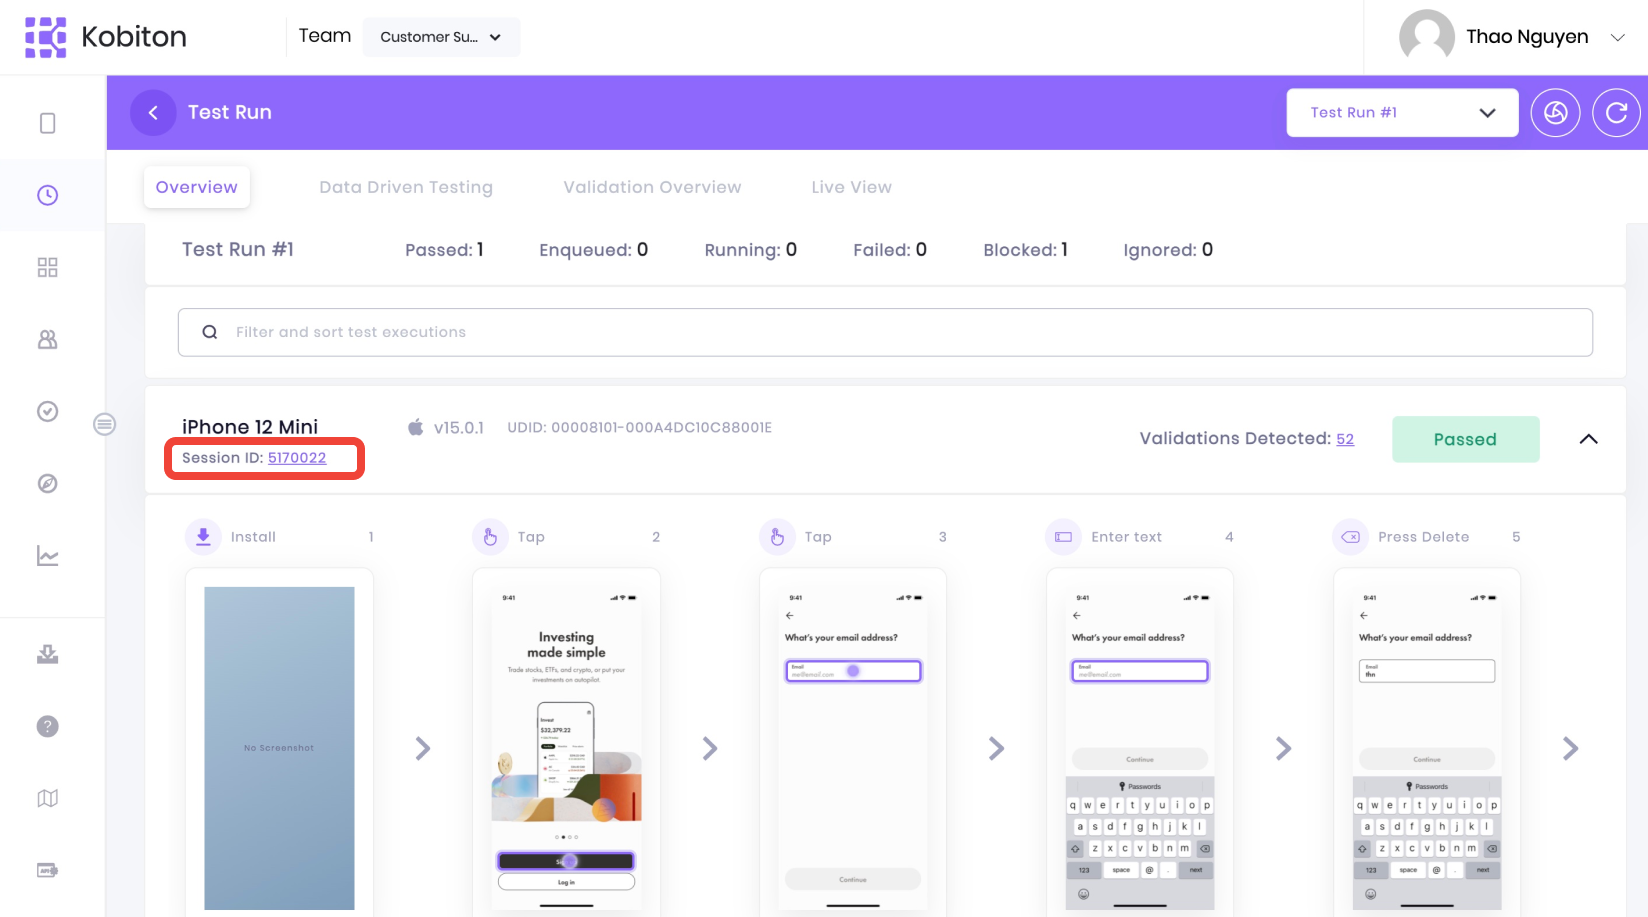 Kobiton
Team
Customer Su...
Thao Nguyen
Test Run
Test Run #1
Overview
Data Driven Testing
Validation Overview
Live View
Test Run #1
Passed: 1
Enqueued: 0
Running: 0
Failed: 0
Blocked: 1
Ignored: 0
Filter and sort test executions
iPhone 12 Mini
v15.0.1
UDID: 00008101-000A4DC10C88001E
Session ID: 5170022
Validations Detected: 52
Passed
Install 1
Tap 2
Tap 3
Enter text 4
Press Delete 5
No Screenshot
9:41
Investing
made simple
Trade stocks, ETFs, and crypto, or put your
investments on autopilot.
Invest
$32,379.22
Log in
9:41
What's your email address?
Email
me@email.com
Continue
9:41
What's your email address?
Email
me@email.com
Continue
Passwords
q w e r t y u i o p
a s d f g h j k l
z x c v b n m
123 space @ . next
9:41
What's your email address?
Email
thn
Continue
Passwords
q w e r t y u i o p
a s d f g h j k l
z x c v b n m
123 space @ . next
API